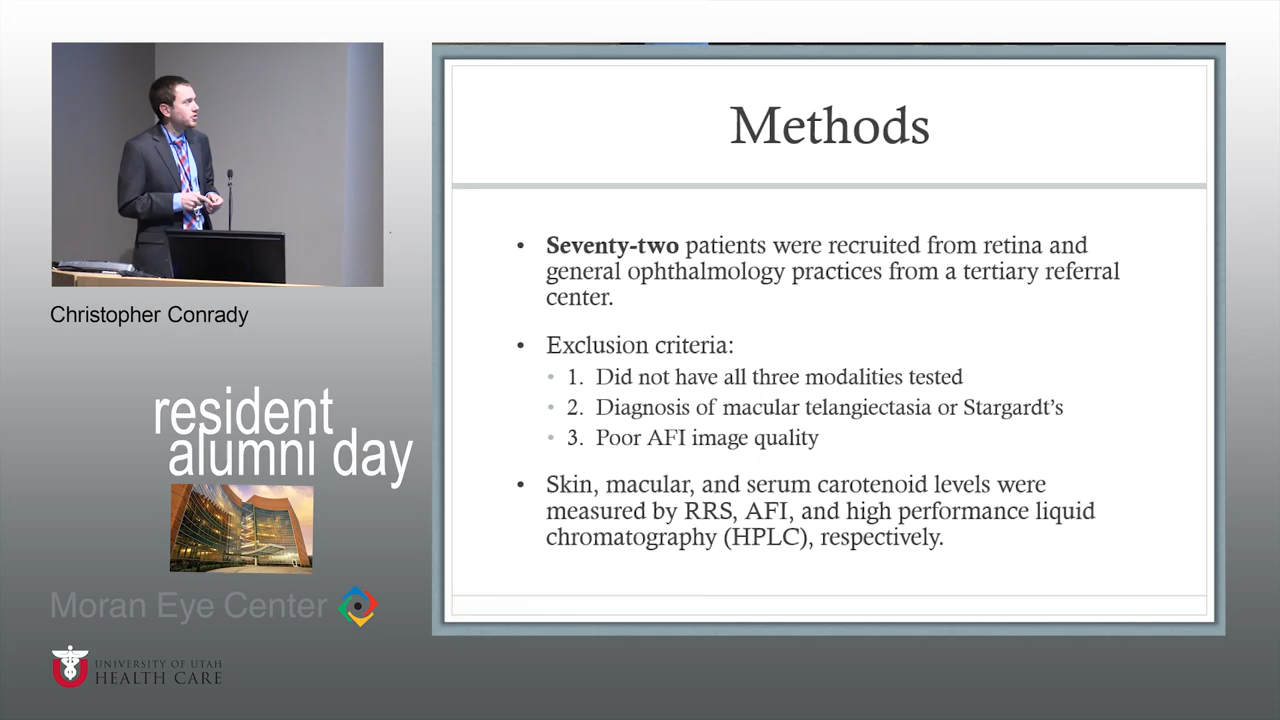 Methods
• Seventy-two patients were recruited from retina and
general ophthalmology practices from a tertiary referral
center.
• Exclusion criteria:
• 1. Did not have all three modalities tested
• 2. Diagnosis of macular telangiectasia or Stargardt's
• 3. Poor AFI image quality
• Skin, macular, and serum carotenoid levels were
measured by RRS, AFI, and high performance liquid
chromatography (HPLC), respectively.
Christopher Conrady
resident
alumni day
Moran Eye Center
UNIVERSITY OF UTAH
HEALTH CARE